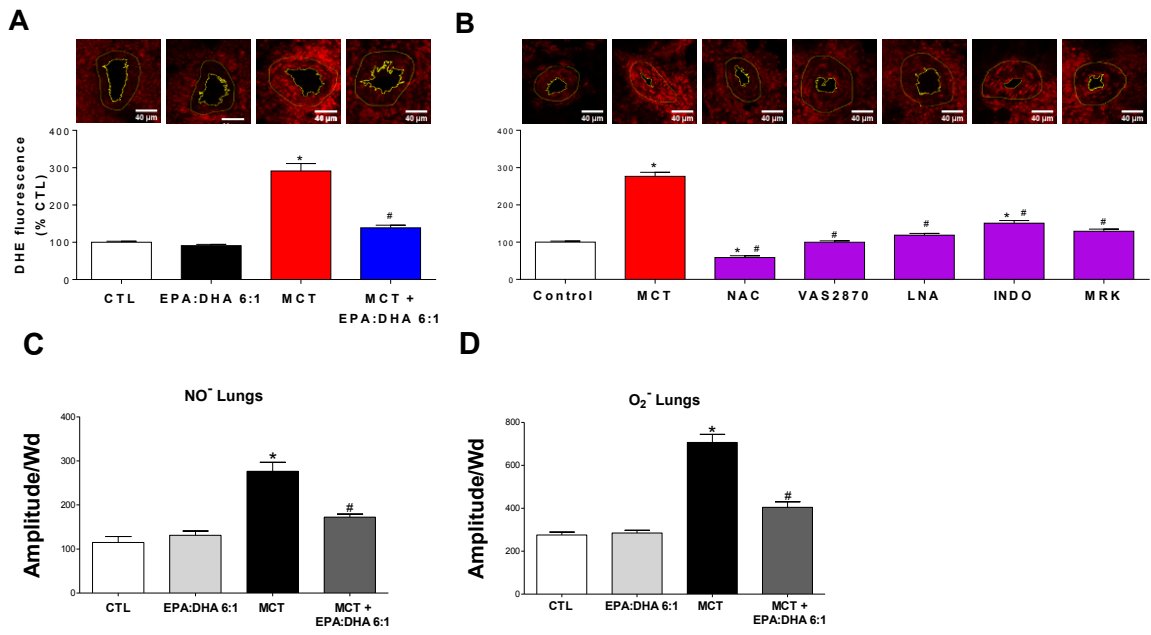 A
B
40 µm
40 µm
40 µm
40 µm
40 µm
40 µm
40 µm
40 µm
40 µm
40 µm
DHE fluorescence
(% CTL)
400
300
200
100
0
*
#
CTL
EPA:DHA 6:1
MCT
MCT +
EPA:DHA 6:1
400
300
200
100
0
*
* #
#
#
* #
#
Control
MCT
NAC
VAS2870
LNA
INDO
MRK
C
D
NO⁻ Lungs
Amplitude/Wd
400
300
200
100
0
*
#
CTL
EPA:DHA 6:1
MCT
MCT +
EPA:DHA 6:1
O₂⁻ Lungs
Amplitude/Wd
800
600
400
200
0
*
#
CTL
EPA:DHA 6:1
MCT
MCT +
EPA:DHA 6:1